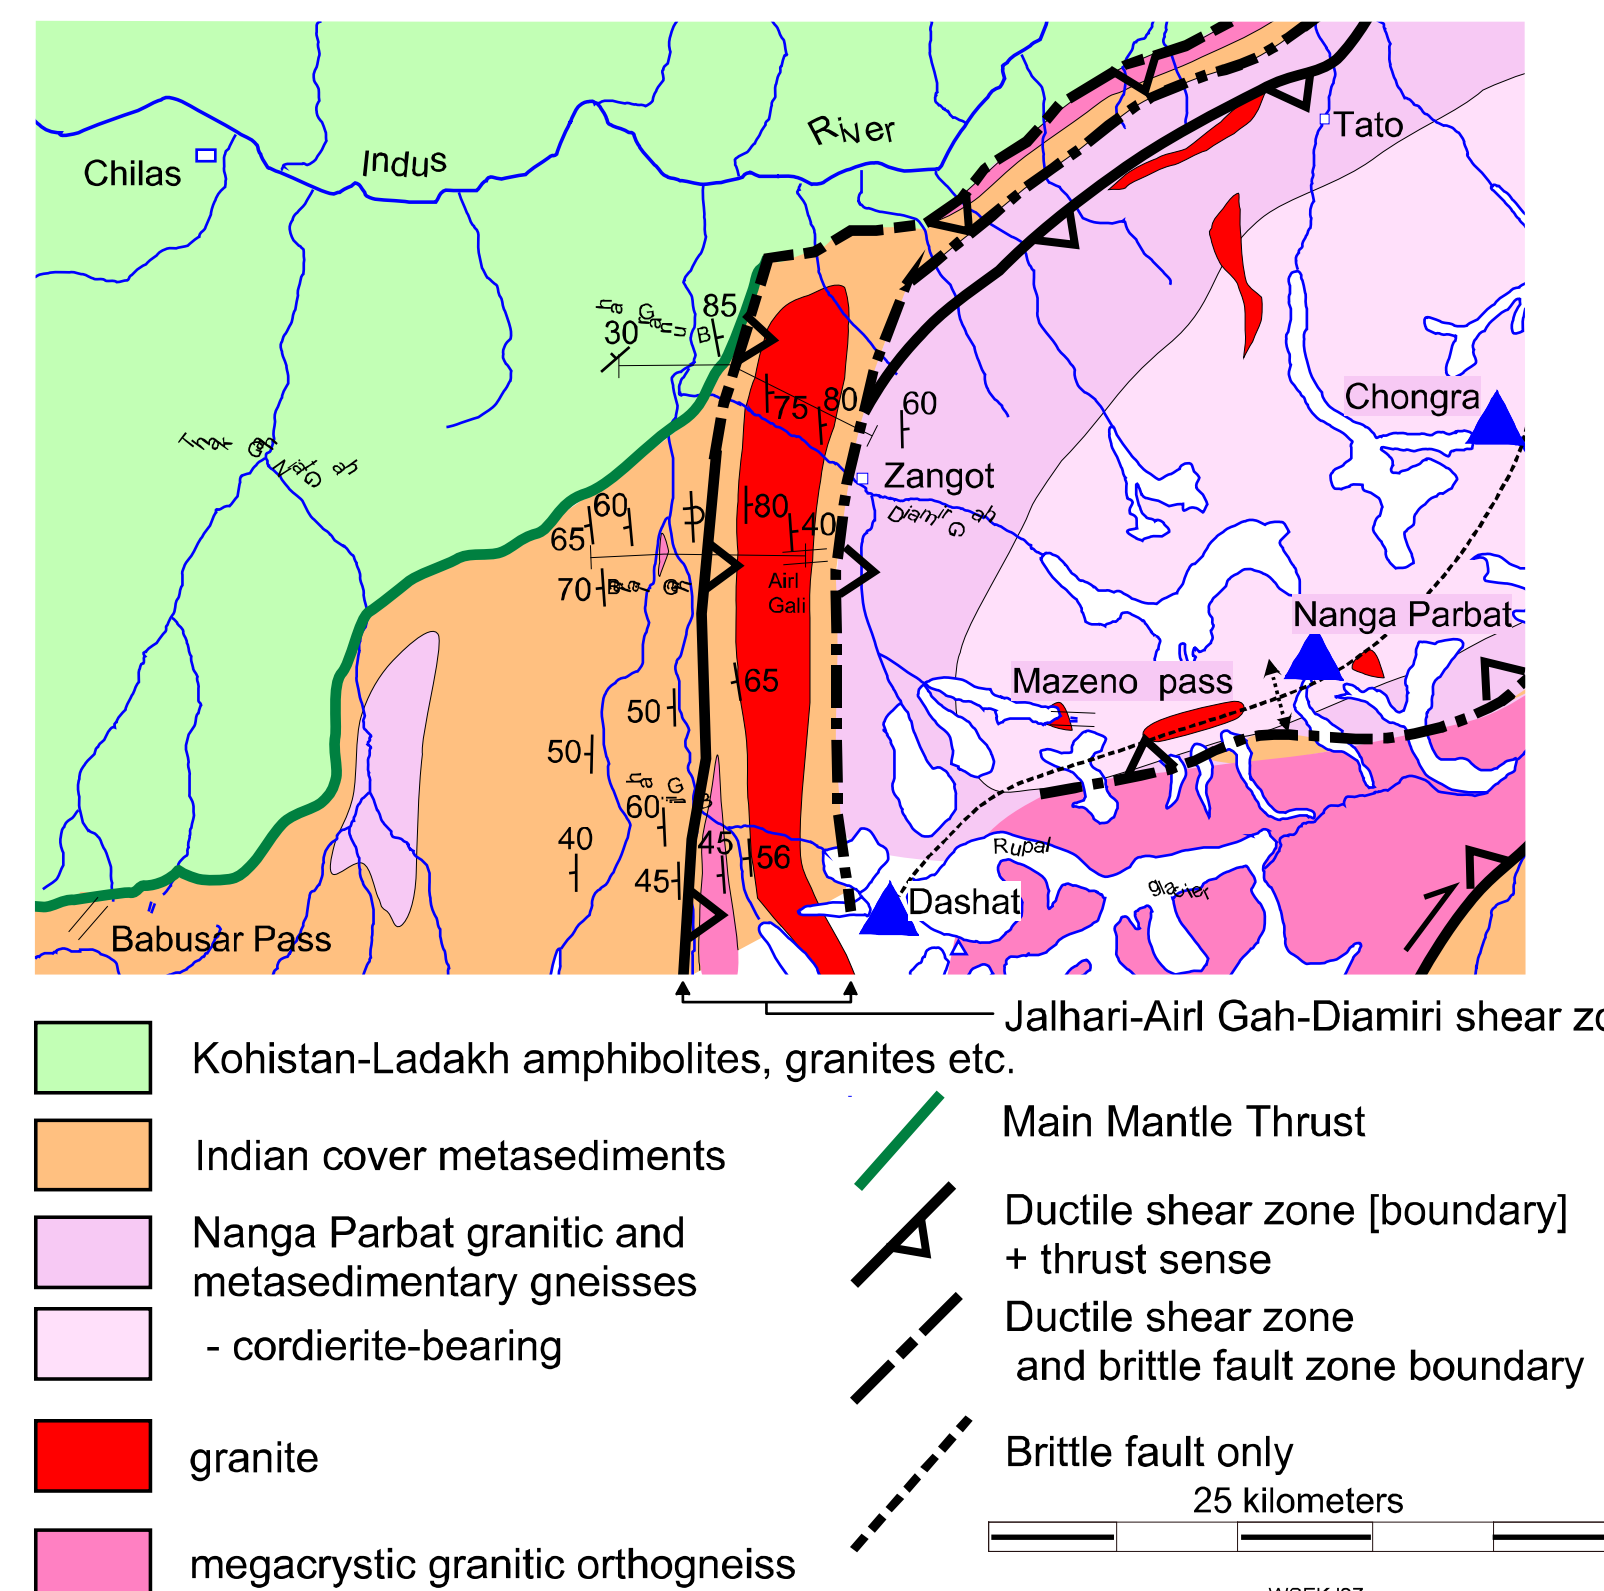 River
Indus
Tato
Chilas
85
30
Chongra
75
80
60
Zangot
Diamir Gah
60
65
80
40
70
Airl
Gali
Nanga Parbat
Mazeno pass
65
50
50
60
40
45
56
45
Rupal
glacier
Dashat
Babusar Pass
Jalhari-Airl Gah-Diamiri shear zo
Kohistan-Ladakh amphibolites, granites etc.
Main Mantle Thrust
Indian cover metasediments
Ductile shear zone [boundary]
+ thrust sense
Nanga Parbat granitic and
metasedimentary gneisses
Ductile shear zone
and brittle fault zone boundary
- cordierite-bearing
granite
Brittle fault only
25 kilometers
megacrystic granitic orthogneiss